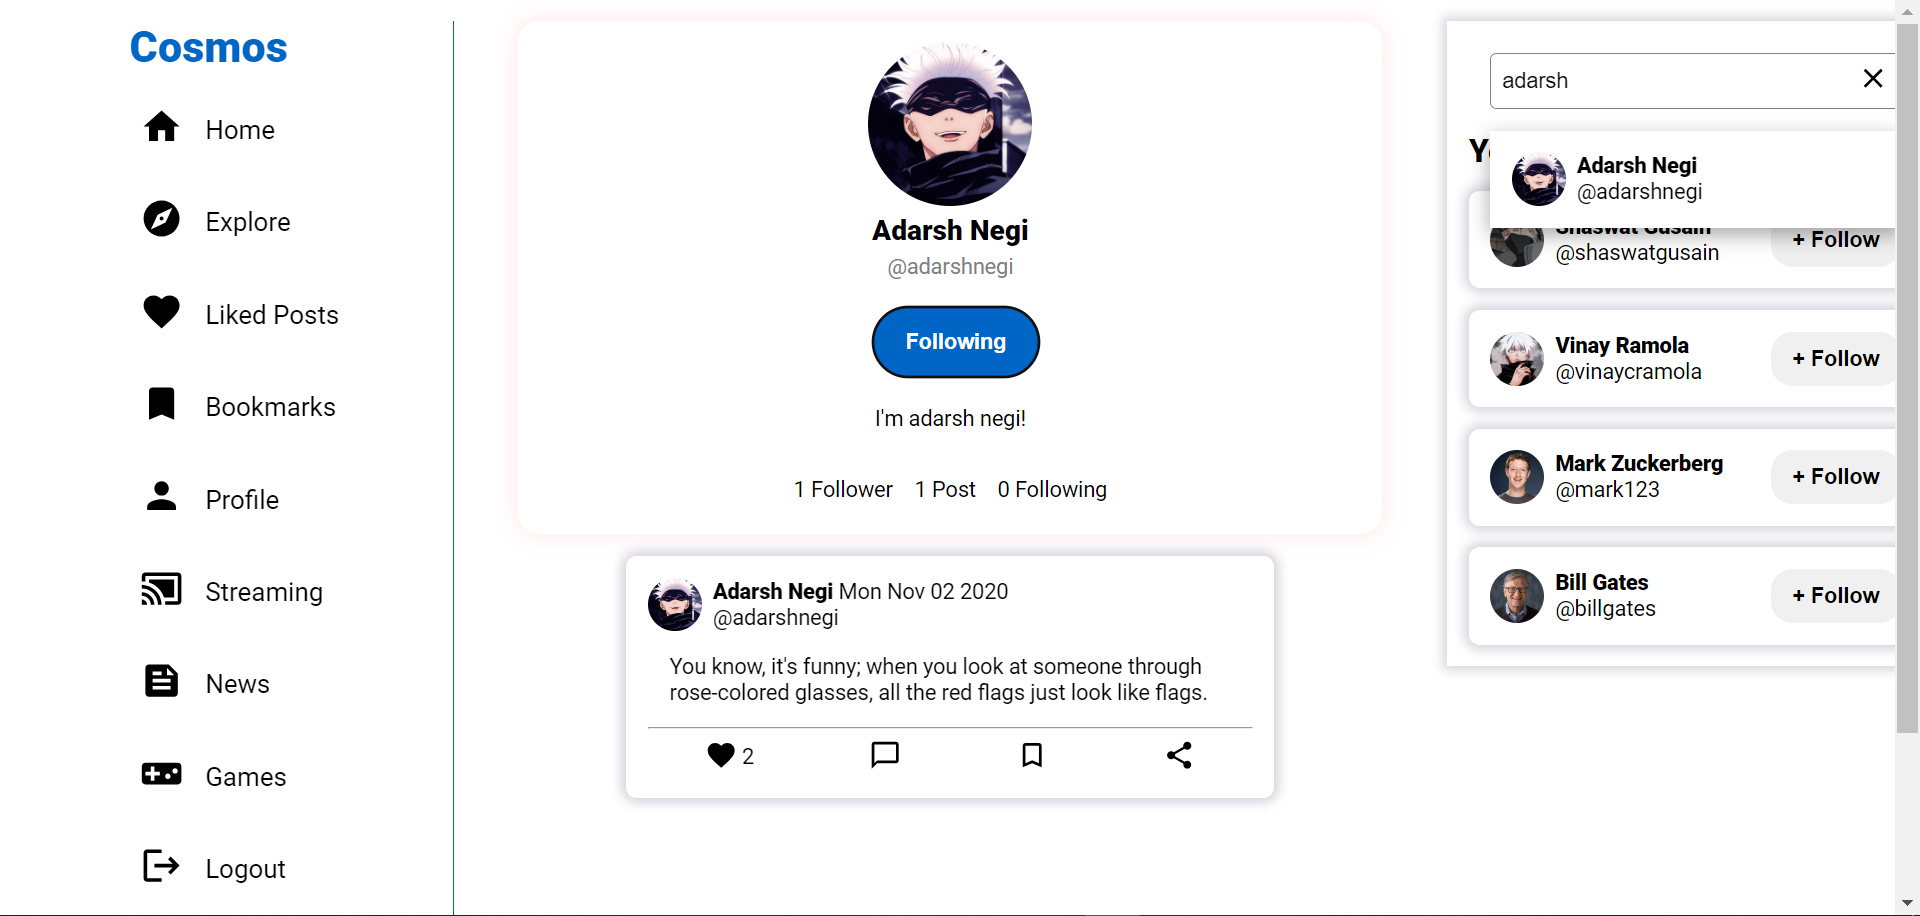 Cosmos
Home
Explore
Liked Posts
Bookmarks
Profile
Streaming
News
Games
Logout
Adarsh Negi
@adarshnegi
Following
I'm adarsh negi!
1 Follower 1 Post 0 Following
Adarsh Negi Mon Nov 02 2020
@adarshnegi
You know, it's funny; when you look at someone through
rose-colored glasses, all the red flags just look like flags.
2
adarsh
Adarsh Negi
@adarshnegi
Shaswat Gusain
@shaswatgusain
+ Follow
Vinay Ramola
@vinaycramola
+ Follow
Mark Zuckerberg
@mark123
+ Follow
Bill Gates
@billgates
+ Follow